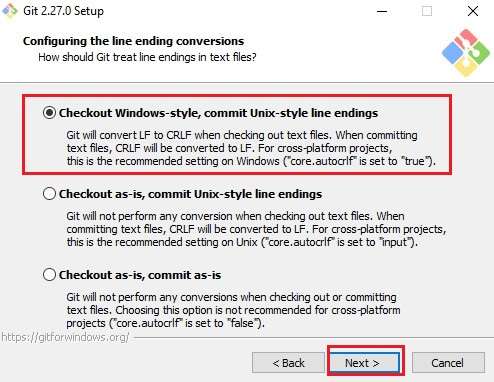 Git 2.27.0 Setup
Configuring the line ending conversions
How should Git treat line endings in text files?
Checkout Windows-style, commit Unix-style line endings
Git will convert LF to CRLF when checking out text files. When committing
text files, CRLF will be converted to LF. For cross-platform projects,
this is the recommended setting on Windows ("core.autocrlf" is set to "true").
Checkout as-is, commit Unix-style line endings
Git will not perform any conversion when checking out text files. When
committing text files, CRLF will be converted to LF. For cross-platform projects,
this is the recommended setting on Unix ("core.autocrlf" is set to "input").
Checkout as-is, commit as-is
Git will not perform any conversions when checking out or committing
text files. Choosing this option is not recommended for cross-platform
projects ("core.autocrlf" is set to "false").
https://gitforwindows.org/
< Back
Next >
Cancel